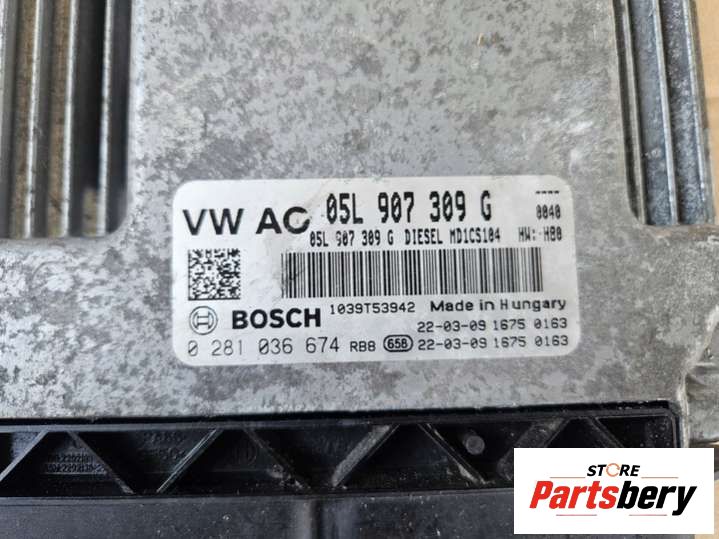 VW AG 05L 907 309 G ----
0040
05L 907 309 G DIESEL MD1CS104 HW: H80
1039T53942 Made in Hungary
BOSCH 22-03-09 1675 0163
0 281 036 674 RB8 658 22-03-09 1675 0163
STORE
Partsbery